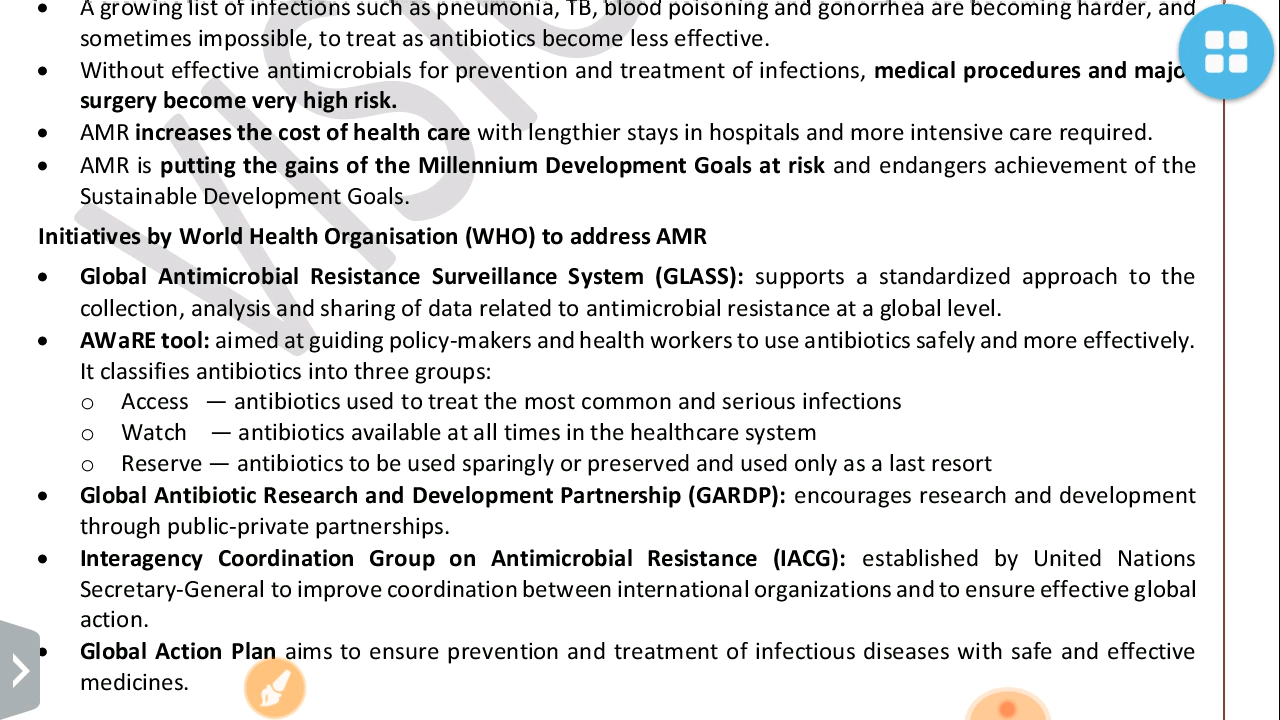 • A growing list of infections such as pneumonia, TB, blood poisoning and gonorrhea are becoming harder, and
sometimes impossible, to treat as antibiotics become less effective.
• Without effective antimicrobials for prevention and treatment of infections, medical procedures and major
surgery become very high risk.
• AMR increases the cost of health care with lengthier stays in hospitals and more intensive care required.
• AMR is putting the gains of the Millennium Development Goals at risk and endangers achievement of the
Sustainable Development Goals.
Initiatives by World Health Organisation (WHO) to address AMR
• Global Antimicrobial Resistance Surveillance System (GLASS): supports a standardized approach to the
collection, analysis and sharing of data related to antimicrobial resistance at a global level.
• AWaRE tool: aimed at guiding policy-makers and health workers to use antibiotics safely and more effectively.
It classifies antibiotics into three groups:
o Access — antibiotics used to treat the most common and serious infections
o Watch — antibiotics available at all times in the healthcare system
o Reserve — antibiotics to be used sparingly or preserved and used only as a last resort
• Global Antibiotic Research and Development Partnership (GARDP): encourages research and development
through public-private partnerships.
• Interagency Coordination Group on Antimicrobial Resistance (IACG): established by United Nations
Secretary-General to improve coordination between international organizations and to ensure effective global
action.
• Global Action Plan aims to ensure prevention and treatment of infectious diseases with safe and effective
medicines.